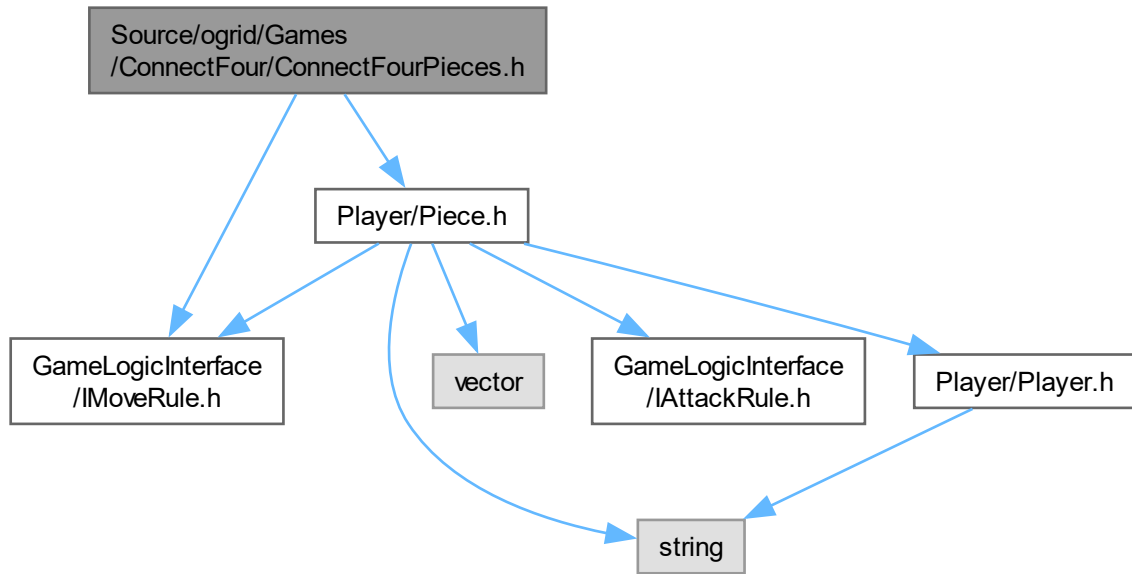 Source/ogrid/Games
/ConnectFour/ConnectFourPieces.h
Player/Piece.h
GameLogicInterface
/IMoveRule.h
vector
GameLogicInterface
/IAttackRule.h
Player/Player.h
string